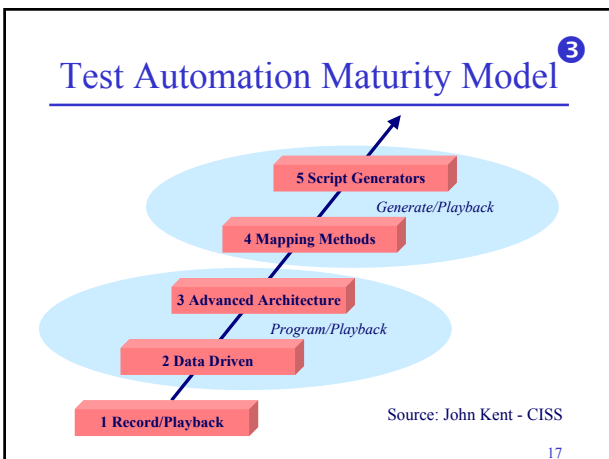 Test Automation Maturity Model
❸
5 Script Generators
Generate/Playback
4 Mapping Methods
3 Advanced Architecture
Program/Playback
2 Data Driven
1 Record/Playback
Source: John Kent - CISS
17